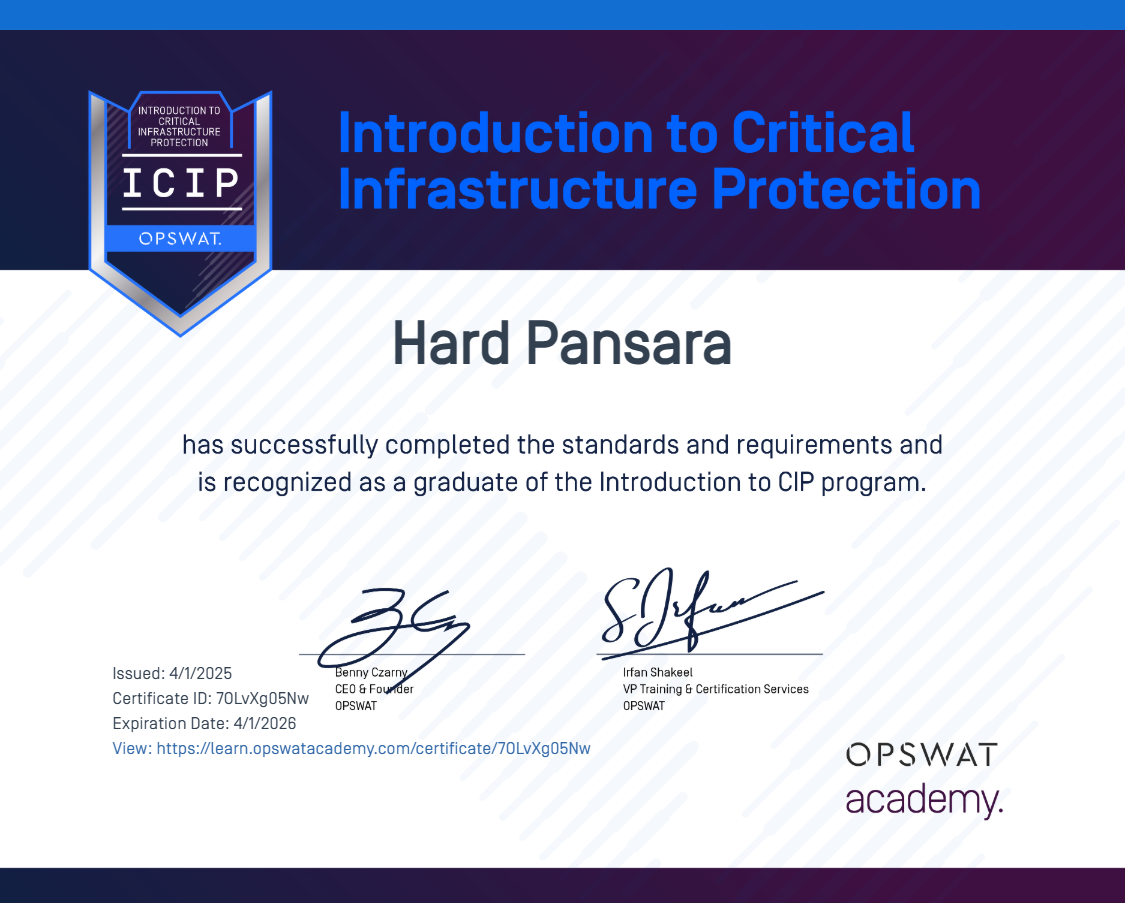 INTRODUCTION TO
CRITICAL
INFRASTRUCTURE
PROTECTION
ICIP
OPSWAT.
Introduction to Critical
Infrastructure Protection
Hard Pansara
has successfully completed the standards and requirements and
is recognized as a graduate of the Introduction to CIP program.
Issued: 4/1/2025
Certificate ID: 7OLvXg05Nw
Expiration Date: 4/1/2026
View: https://learn.opswatacademy.com/certificate/7OLvXg05Nw
Benny Czarny
CEO & Founder
OPSWAT
Irfan Shakeel
VP Training & Certification Services
OPSWAT
OPSWAT
academy.